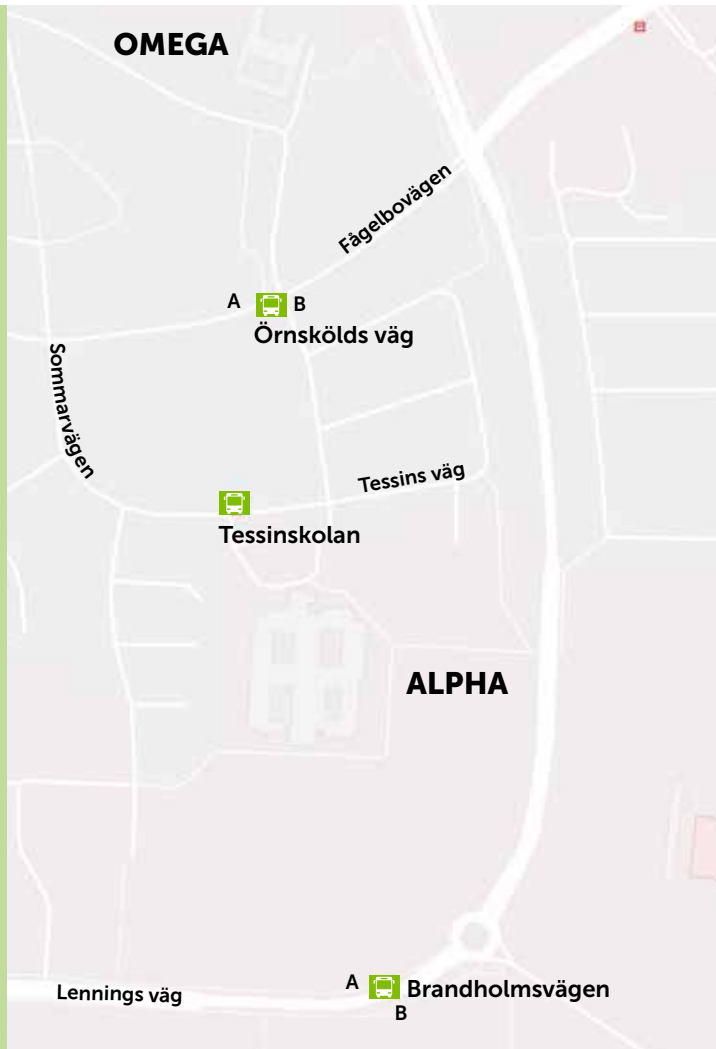 OMEGA
Fågelbovägen
A B
Örnskölds väg
Sommarvägen
Tessins väg
Tessinskolan
ALPHA
A Brandholmsvägen
B
Lennings väg